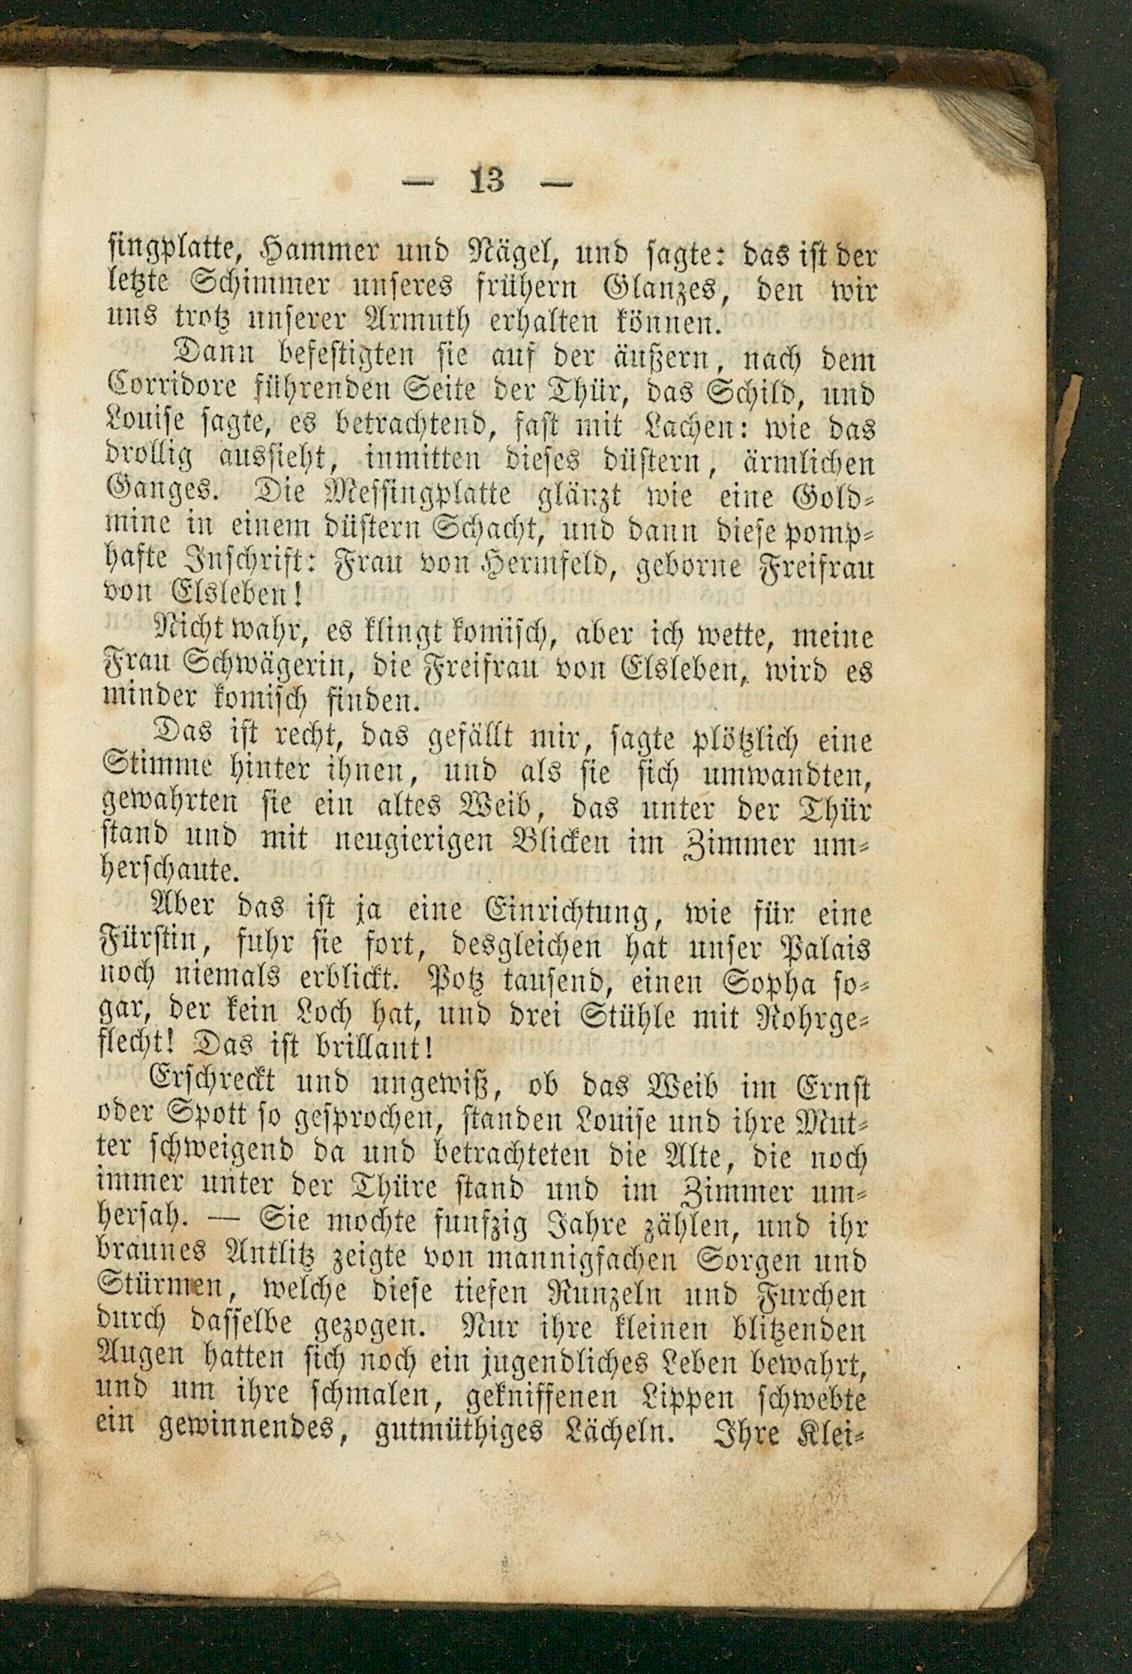 — 13 —
singplatte, Hammer und Nägel, und sagte: das ist der
letzte Schimmer unseres frühern Glanzes, den wir
uns trotz unserer Armuth erhalten können.
Dann befestigten sie auf der äußern, nach dem
Corridore führenden Seite der Thür, das Schild, und
Louise sagte, es betrachtend, fast mit Lachen: wie das
drollig aussieht, inmitten dieses düstern, ärmlichen
Ganges. Die Messingplatte glänzt wie eine Gold-
mine in einem düstern Schacht, und dann diese pomp-
hafte Inschrift: Frau von Hermfeld, geborne Freifrau
von Elsleben!
Nicht wahr, es klingt komisch, aber ich wette, meine
Frau Schwägerin, die Freifrau von Elsleben, wird es
minder komisch finden.
Das ist recht, das gefällt mir, sagte plötzlich eine
Stimme hinter ihnen, und als sie sich umwandten,
gewahrten sie ein altes Weib, das unter der Thür
stand und mit neugierigen Blicken im Zimmer um-
herschaute.
Aber das ist ja eine Einrichtung, wie für eine
Fürstin, fuhr sie fort, desgleichen hat unser Palais
noch niemals erblickt. Potz tausend, einen Sopha so-
gar, der kein Loch hat, und drei Stühle mit Rohrge-
flecht! Das ist brillant!
Erschreckt und ungewiß, ob das Weib im Ernst
oder Spott so gesprochen, standen Louise und ihre Mut-
ter schweigend da und betrachteten die Alte, die noch
immer unter der Thüre stand und im Zimmer um-
hersah. — Sie mochte funfzig Jahre zählen, und ihr
braunes Antlitz zeigte von mannigfachen Sorgen und
Stürmen, welche diese tiefen Runzeln und Furchen
durch dasselbe gezogen. Nur ihre kleinen blitzenden
Augen hatten sich noch ein jugendliches Leben bewahrt,
und um ihre schmalen, gekniffenen Lippen schwebte
ein gewinnendes, gutmüthiges Lächeln. Ihre Klei-